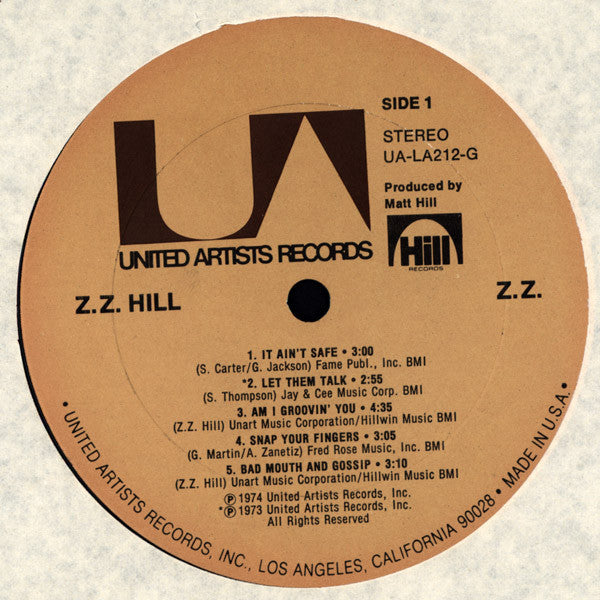 UA
UNITED ARTISTS RECORDS
SIDE 1
STEREO
UA-LA212-G
Produced by
Matt Hill
Hill
RECORDS
Z.Z. HILL
Z.Z.
1. IT AIN'T SAFE • 3:00
(S. Carter/G. Jackson) Fame Publ., Inc. BMI
*2. LET THEM TALK • 2:55
(S. Thompson) Jay & Cee Music Corp. BMI
3. AM I GROOVIN' YOU • 4:35
(Z.Z. Hill) Unart Music Corporation/Hillwin Music BMI
4. SNAP YOUR FINGERS • 3:05
(G. Martin/A. Zanetiz) Fred Rose Music, Inc. BMI
5. BAD MOUTH AND GOSSIP • 3:10
(Z.Z. Hill) Unart Music Corporation/Hillwin Music BMI
℗ 1974 United Artists Records, Inc.
*℗ 1973 United Artists Records, Inc.
All Rights Reserved
• UNITED ARTISTS RECORDS, INC., LOS ANGELES, CALIFORNIA 90028 • MADE IN U.S.A. •